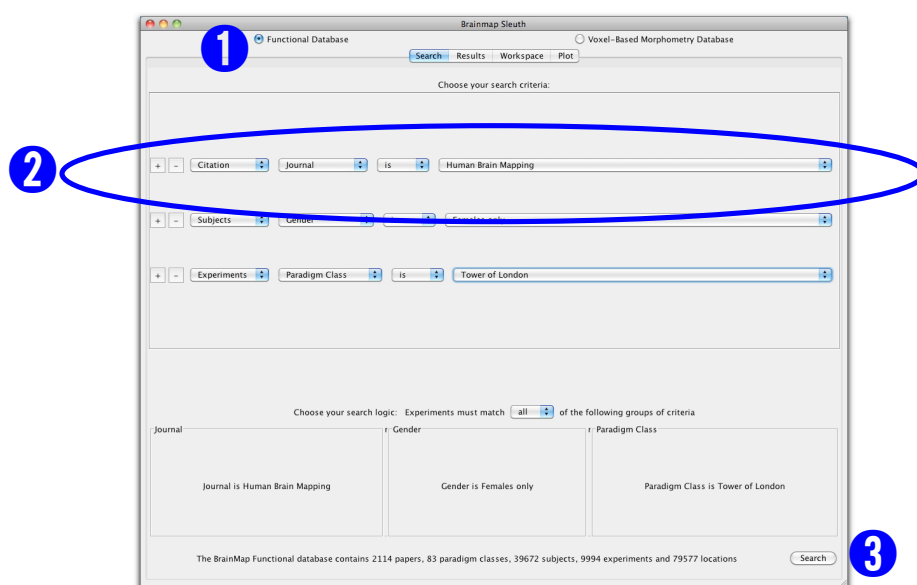 Brainmap Sleuth
1
Functional Database Voxel-Based Morphometry Database
Search Results Workspace Plot
Choose your search criteria:
2
+ - Citation Journal is Human Brain Mapping
+ - Subjects Gender is Females only
+ - Experiments Paradigm Class is Tower of London
Choose your search logic: Experiments must match all of the following groups of criteria
Journal Gender Paradigm Class
Journal is Human Brain Mapping Gender is Females only Paradigm Class is Tower of London
The BrainMap Functional database contains 2114 papers, 83 paradigm classes, 39672 subjects, 9994 experiments and 79577 locations Search
3